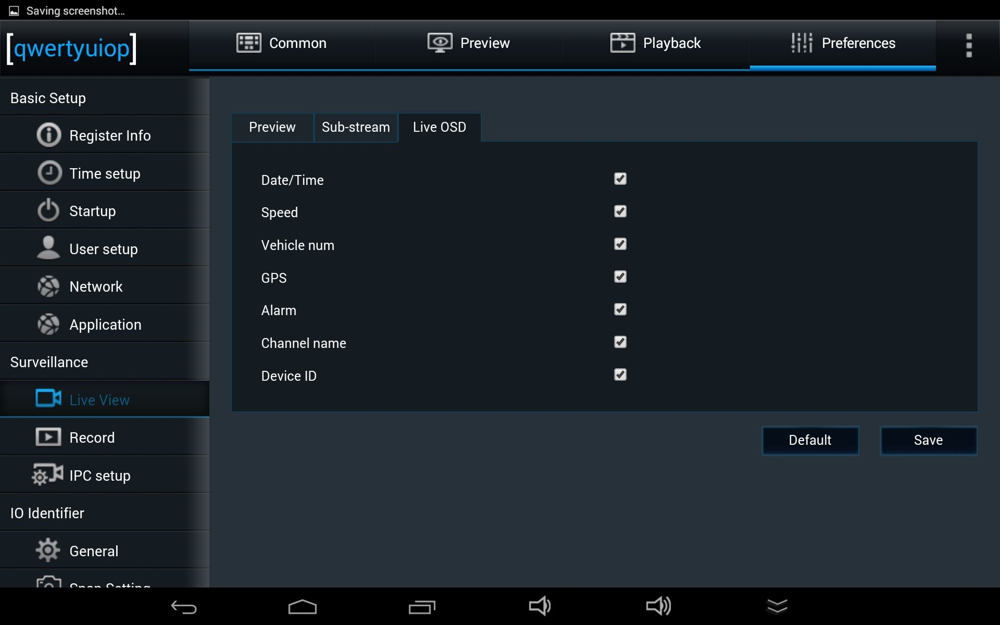 Saving screenshot...
[qwertyuiop]
Common
Preview
Playback
Preferences
Basic Setup
Register Info
Time setup
Startup
User setup
Network
Application
Surveillance
Live View
Record
IPC setup
IO Identifier
General
Snap Setting
Preview
Sub-stream
Live OSD
Date/Time
Speed
Vehicle num
GPS
Alarm
Channel name
Device ID
Default
Save